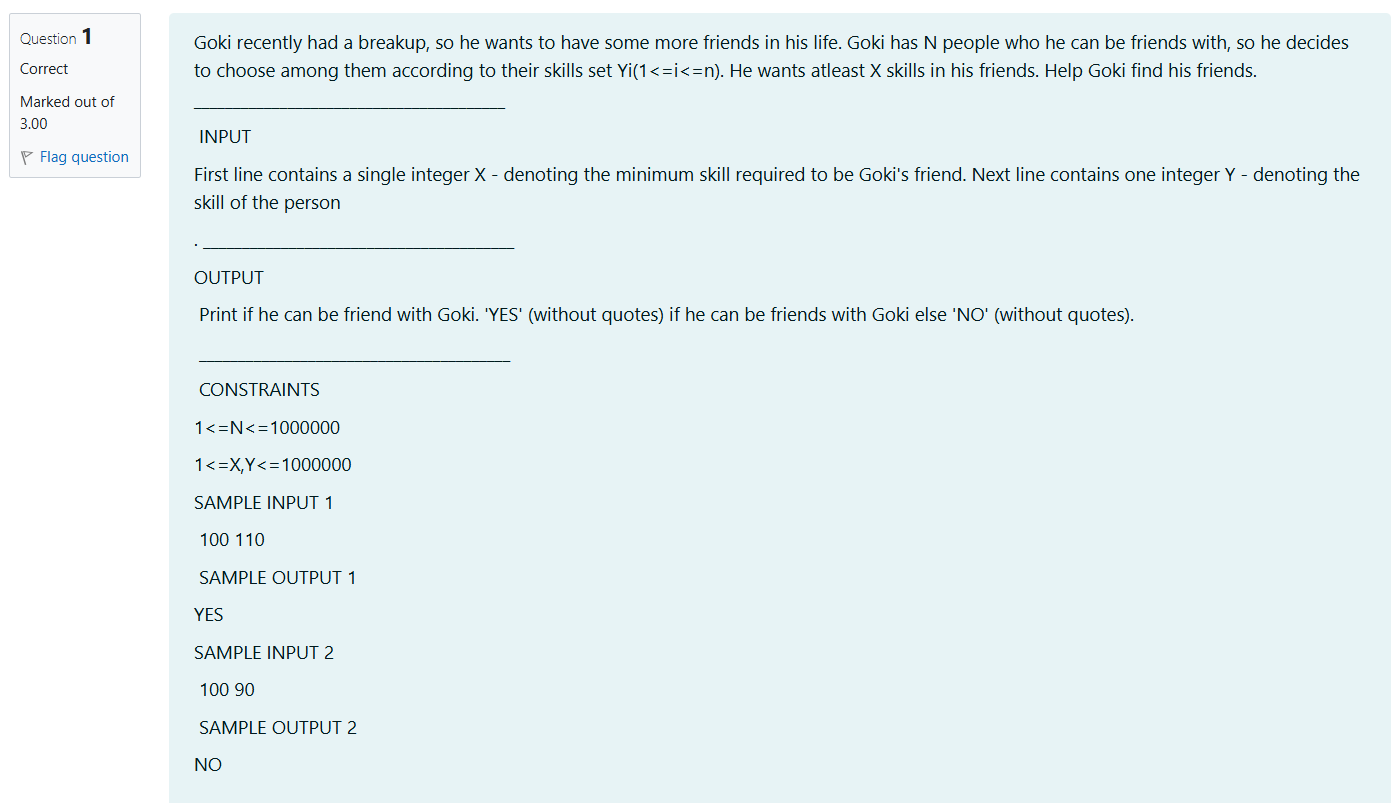 Question 1
Correct
Marked out of
3.00
Flag question
Goki recently had a breakup, so he wants to have some more friends in his life. Goki has N people who he can be friends with, so he decides
to choose among them according to their skills set Yi(1<=i<=n). He wants atleast X skills in his friends. Help Goki find his friends.
________________________________________
INPUT
First line contains a single integer X - denoting the minimum skill required to be Goki's friend. Next line contains one integer Y - denoting the
skill of the person
. ________________________________________
OUTPUT
Print if he can be friend with Goki. 'YES' (without quotes) if he can be friends with Goki else 'NO' (without quotes).
________________________________________
CONSTRAINTS
1<=N<=1000000
1<=X,Y<=1000000
SAMPLE INPUT 1
100 110
SAMPLE OUTPUT 1
YES
SAMPLE INPUT 2
100 90
SAMPLE OUTPUT 2
NO